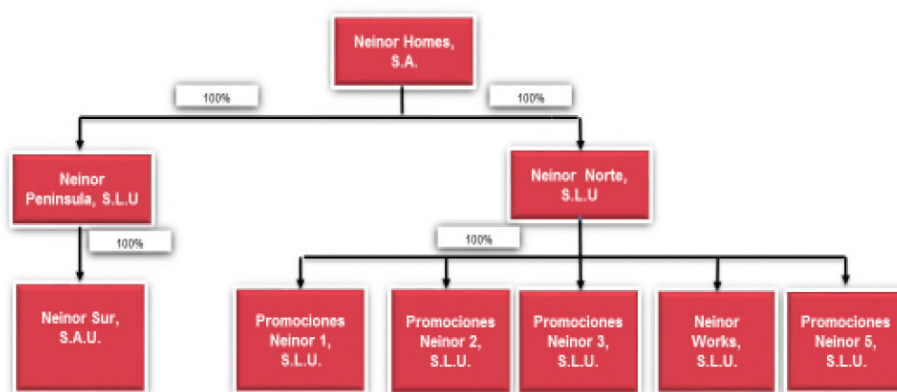 Neinor Homes,
S.A.
100%
100%
Neinor
Peninsula, S.L.U
Neinor Norte,
S.L.U
100%
100%
Neinor Sur,
S.A.U.
Promociones
Neinor 1,
S.L.U.
Promociones
Neinor 2,
S.L.U.
Promociones
Neinor 3,
S.L.U.
Neinor
Works,
S.L.U.
Promociones
Neinor 5,
S.L.U.